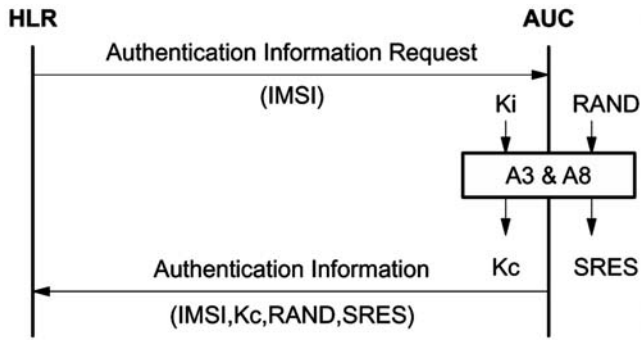 HLR
AUC
Authentication Information Request
(IMSI)
Ki
RAND
A3 & A8
Kc
SRES
Authentication Information
(IMSI,Kc,RAND,SRES)